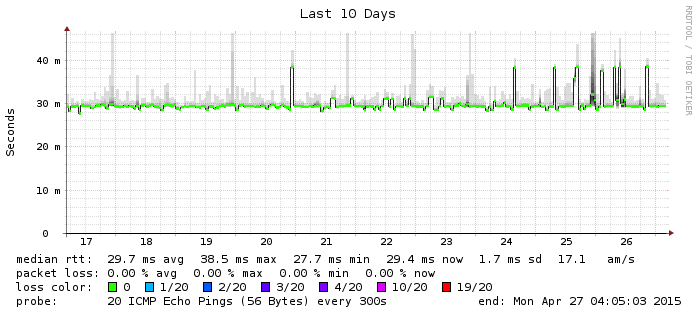 Last 10 Days
RRDTOOL / TOBI OETIKER
Seconds
40 m
30 m
20 m
10 m
0
17 18 19 20 21 22 23 24 25 26
median rtt: 29.7 ms avg 38.5 ms max 27.7 ms min 29.4 ms now 1.7 ms sd 17.1 am/s
packet loss: 0.00 % avg 0.00 % max 0.00 % min 0.00 % now
loss color: 0 1/20 2/20 3/20 4/20 10/20 19/20
probe: 20 ICMP Echo Pings (56 Bytes) every 300s end: Mon Apr 27 04:05:03 2015